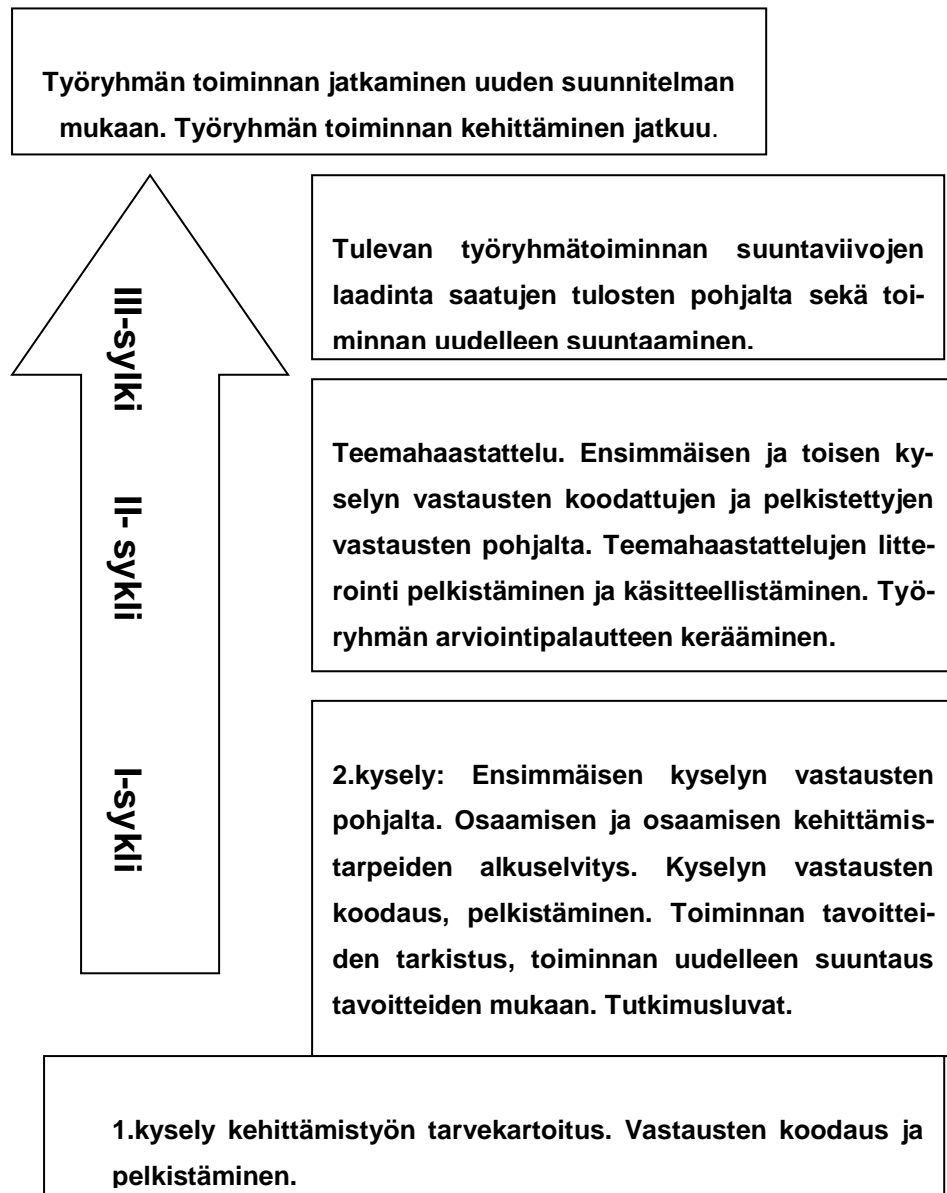 Työryhmän toiminnan jatkaminen uuden suunnitelman
mukaan. Työryhmän toiminnan kehittäminen jatkuu.
III-sylki
Tulevan työryhmätoiminnan suuntaviivojen
laadinta saatujen tulosten pohjalta sekä toi-
minnan uudelleen suuntaaminen.
II- sykli
Teemahaastattelu. Ensimmäisen ja toisen ky-
selyn vastausten koodattujen ja pelkistettyjen
vastausten pohjalta. Teemahaastattelujen litte-
rointi pelkistäminen ja käsitteellistäminen. Työ-
ryhmän arviointipalautteen kerääminen.
I-sykli
2.kysely: Ensimmäisen kyselyn vastausten
pohjalta. Osaamisen ja osaamisen kehittämis-
tarpeiden alkuselvitys. Kyselyn vastausten
koodaus, pelkistäminen. Toiminnan tavoittei-
den tarkistus, toiminnan uudelleen suuntaus
tavoitteiden mukaan. Tutkimusluvat.
1.kysely kehittämistyön tarvekartoitus. Vastausten koodaus ja
pelkistäminen.